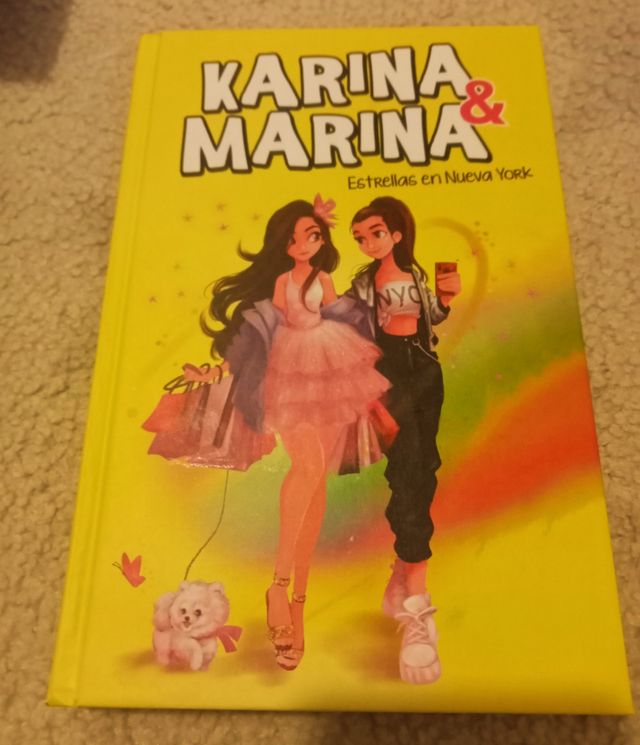 KARINA
&
MARINA
Estrellas en Nueva York
NYC